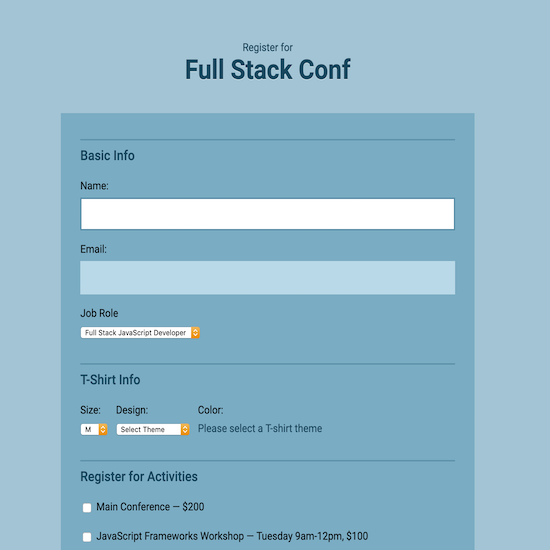 Register for
Full Stack Conf
Basic Info
Name:
Email:
Job Role
Full Stack JavaScript Developer
T-Shirt Info
Size: Design: Color:
M Select Theme Please select a T-shirt theme
Register for Activities
Main Conference — $200
JavaScript Frameworks Workshop — Tuesday 9am-12pm, $100